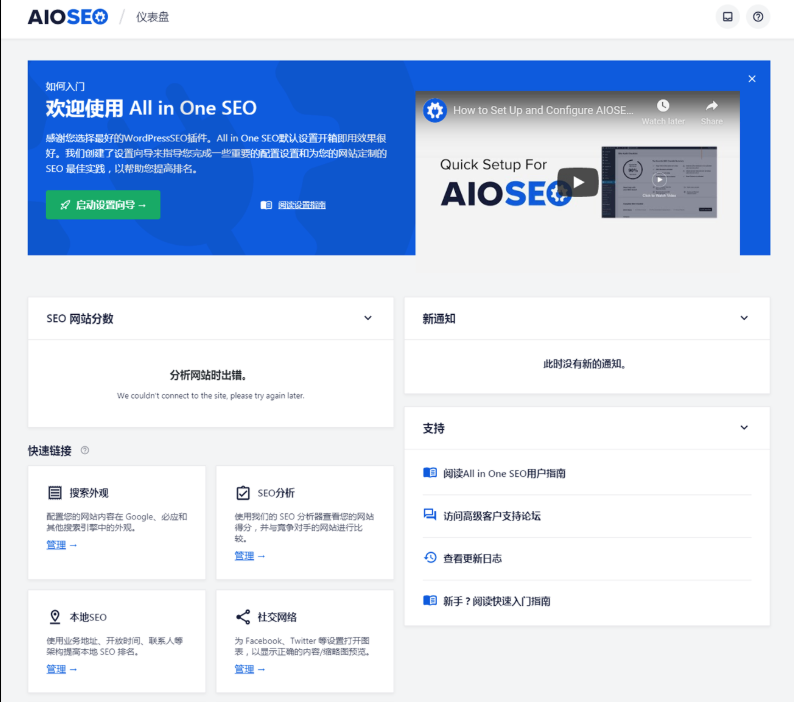 AIOSEO / 仪表盘
如何入门
欢迎使用 All in One SEO
感谢您选择最好的WordPressSEO插件。All in One SEO默认设置开箱即用效果很
好。我们创建了设置向导来指导您完成一些重要的配置设置和为您的网站定制的
SEO 最佳实践，以帮助您提高排名。
启动设置向导→
阅读设置指南
How to Set Up and Configure AIOSE...
Watch later
Share
Quick Setup For
AIOSEO
SEO 网站分数
分析网站时出错。
We couldn't connect to the site, please try again later.
快速链接
搜索外观
配置您的网站内容在 Google、必应和
其他搜索引擎中的外观。
管理 →
SEO分析
使用我们的 SEO 分析器查看您的网站
得分，并与竞争对手的网站进行比
较。
管理 →
本地SEO
使用业务地址、开放时间、联系人等
架构提高本地 SEO 排名。
管理 →
社交网络
为 Facebook、Twitter 等设置打开图
表，以显示正确的内容/缩略图预览。
管理 →
新通知
此时没有新的通知。
支持
阅读All in One SEO用户指南
访问高级客户支持论坛
查看更新日志
新手？阅读快速入门指南